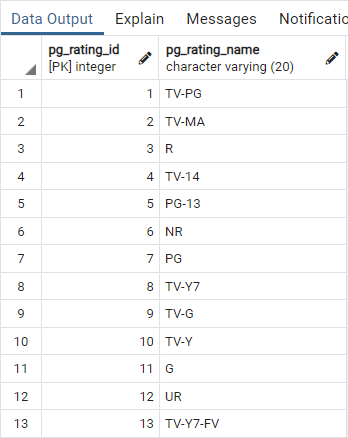 Data Output Explain Messages Notificatio
pg_rating_id pg_rating_name
[PK] integer character varying (20)
1 1 TV-PG
2 2 TV-MA
3 3 R
4 4 TV-14
5 5 PG-13
6 6 NR
7 7 PG
8 8 TV-Y7
9 9 TV-G
10 10 TV-Y
11 11 G
12 12 UR
13 13 TV-Y7-FV